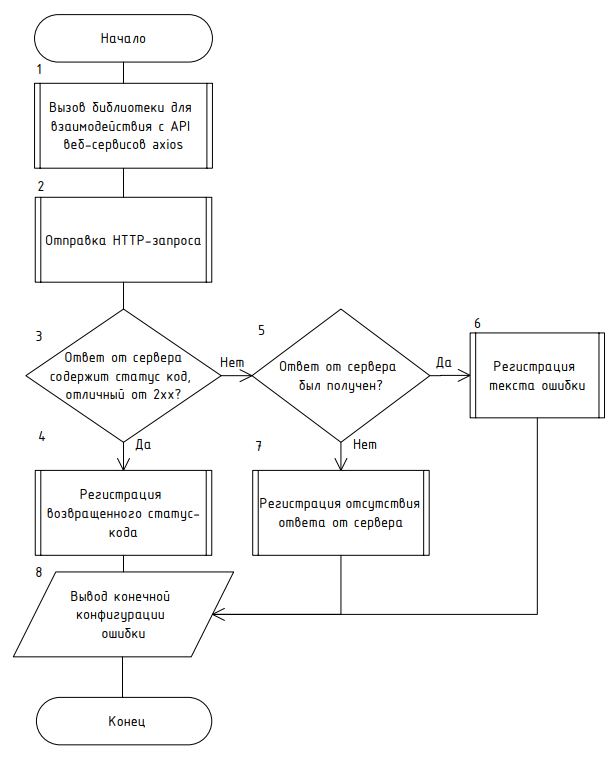 Начало
1
Вызов библиотеки для
взаимодействия с API
веб-сервисов axios
2
Отправка HTTP-запроса
3
Ответ от сервера
содержит статус код,
отличный от 2хх?
Нет
5
Ответ от сервера
был получен?
Да
6
Регистрация
текста ошибки
4
Да
Регистрация
возвращенного статус-
кода
7
Нет
Регистрация отсутствия
ответа от сервера
8
Вывод конечной
конфигурации
ошибки
Конец